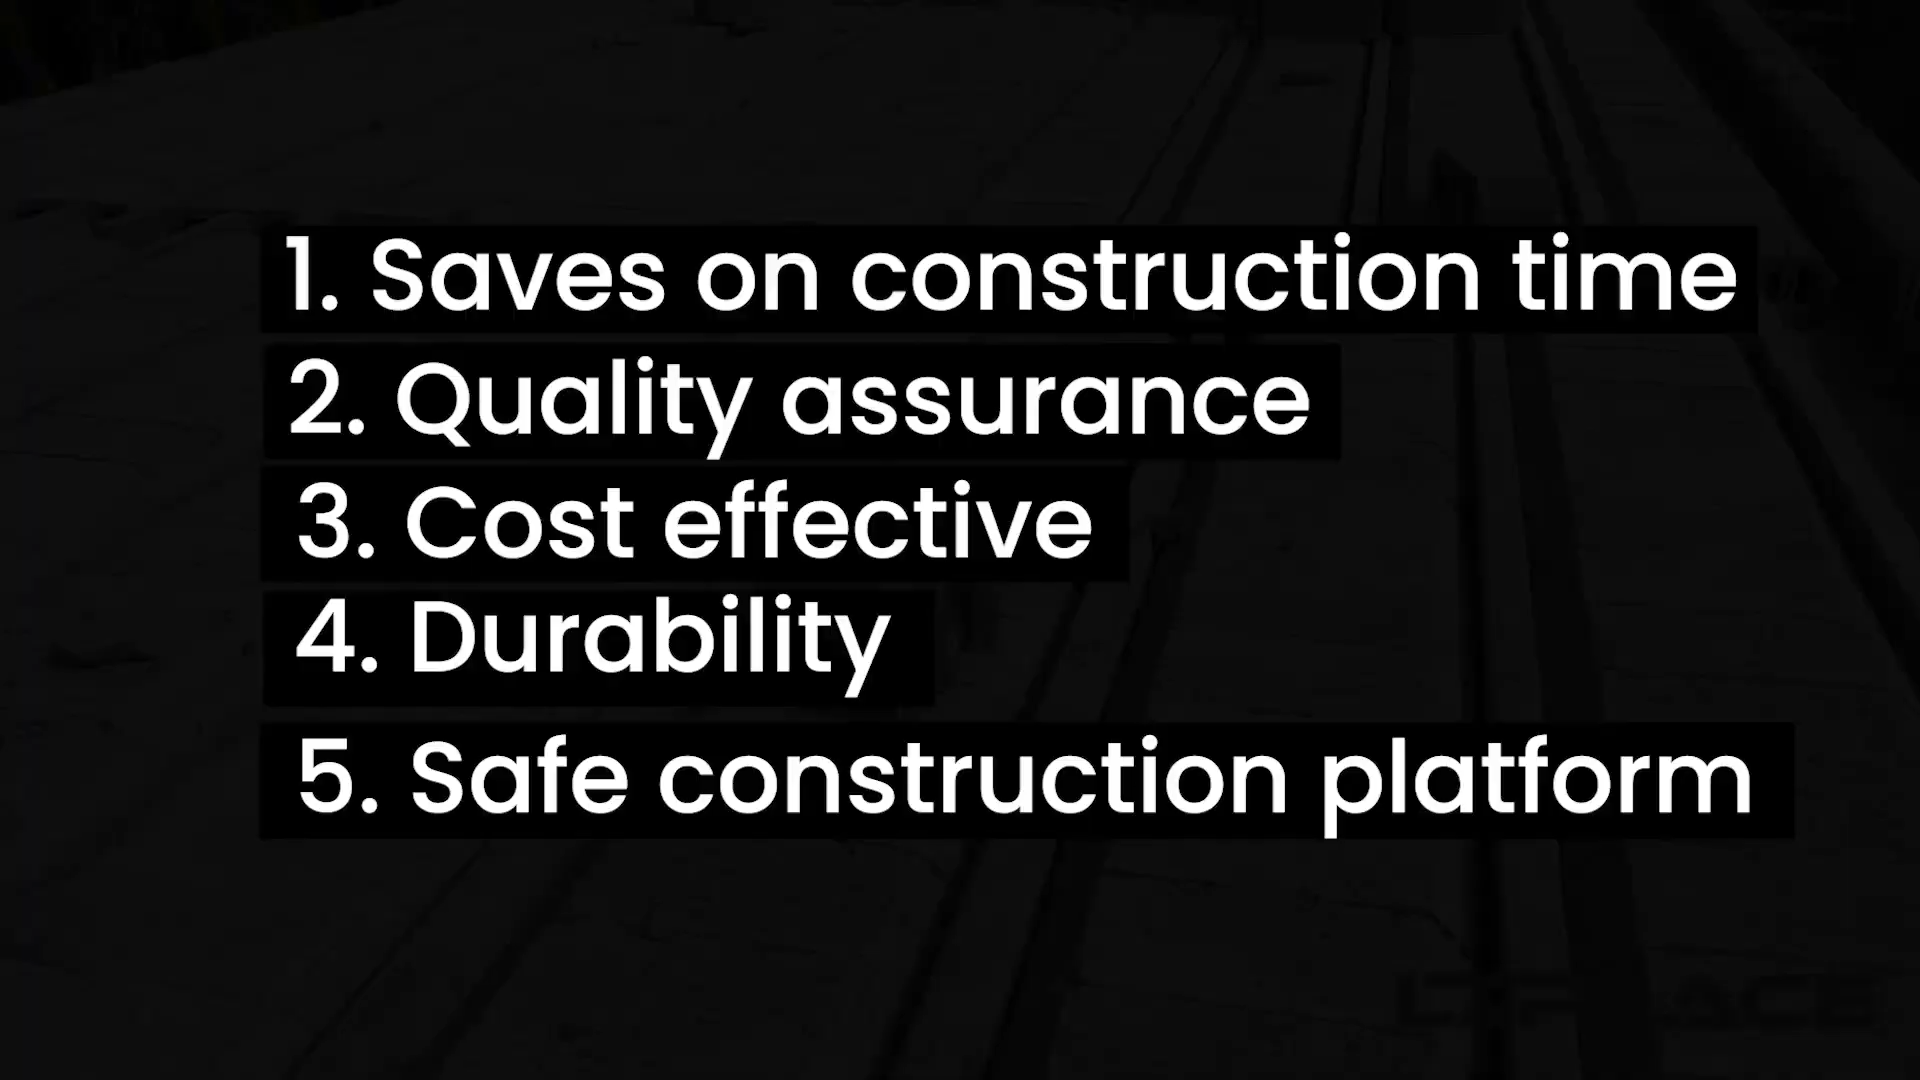 1. Saves on construction time
2. Quality assurance
3. Cost effective
4. Durability
5. Safe construction platform